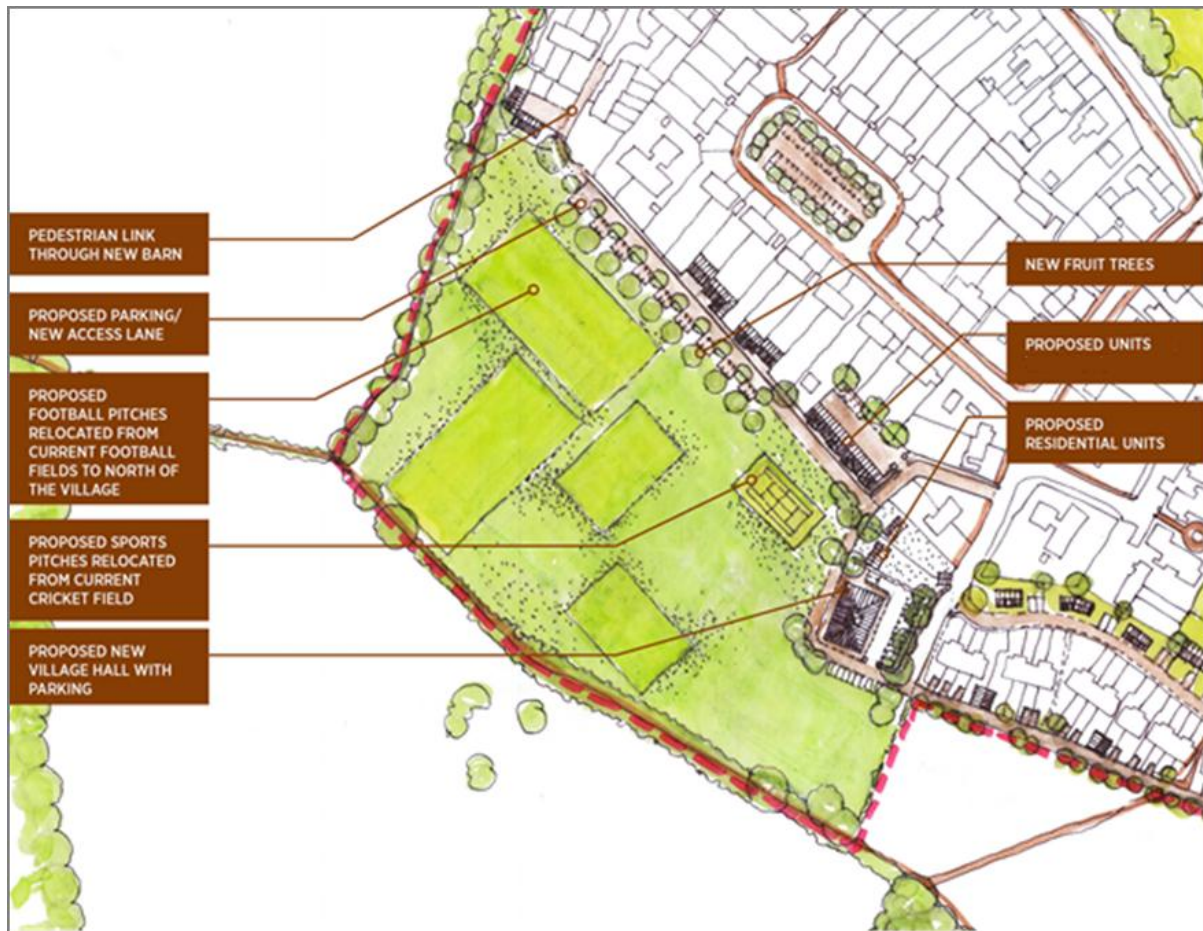 PEDESTRIAN LINK
THROUGH NEW BARN
PROPOSED PARKING/
NEW ACCESS LANE
PROPOSED
FOOTBALL PITCHES
RELOCATED FROM
CURRENT FOOTBALL
FIELDS TO NORTH OF
THE VILLAGE
PROPOSED SPORTS
PITCHES RELOCATED
FROM CURRENT
CRICKET FIELD
PROPOSED NEW
VILLAGE HALL WITH
PARKING
NEW FRUIT TREES
PROPOSED UNITS
PROPOSED
RESIDENTIAL UNITS